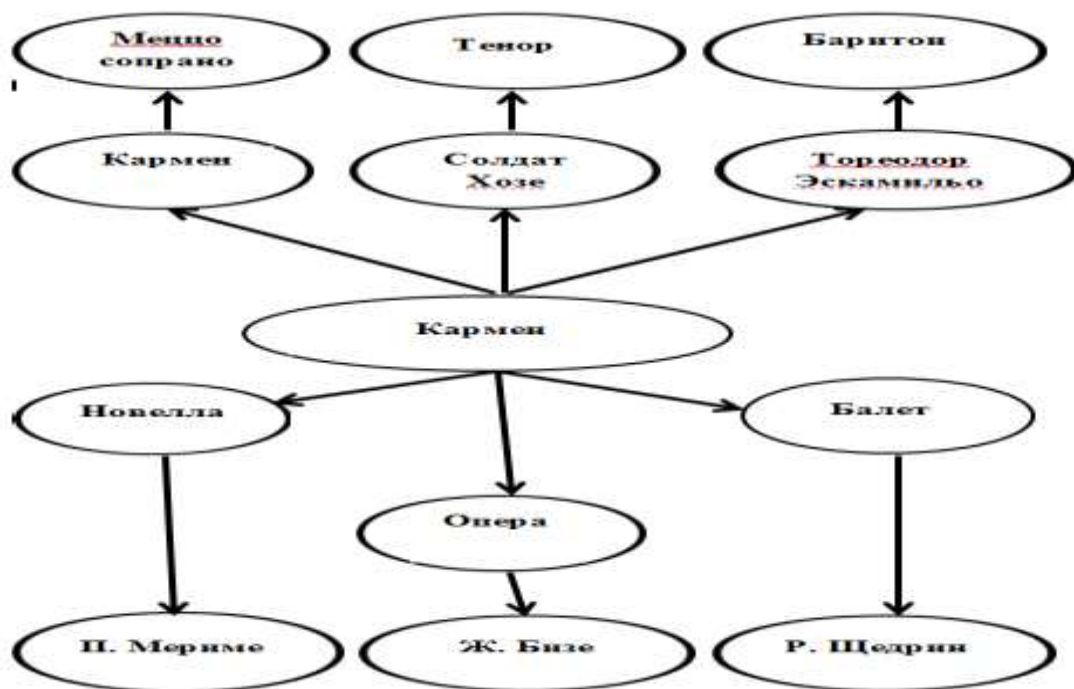 Меццо
сопрано
Тенор
Баритон
Кармен
Солдат
Хозе
Тореодор
Эскамильо
Кармен
Новелла
Балет
Опера
П. Мериме
Ж. Бизе
Р. Щедрин